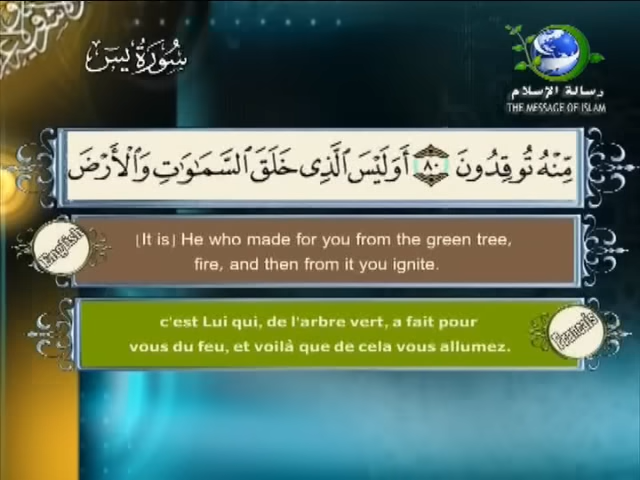 سورة يس
رسالة الإسلام
THE MESSAGE OF ISLAM
مِّنْهُ تُوقِدُونَ ٨٠ أَوَلَيْسَ الَّذِى خَلَقَ السَّمَٰوَٰتِ وَالْأَرْضَ
English
[It is] He who made for you from the green tree,
fire, and then from it you ignite.
c'est Lui qui, de l'arbre vert, a fait pour
vous du feu, et voilà que de cela vous allumez.
Français